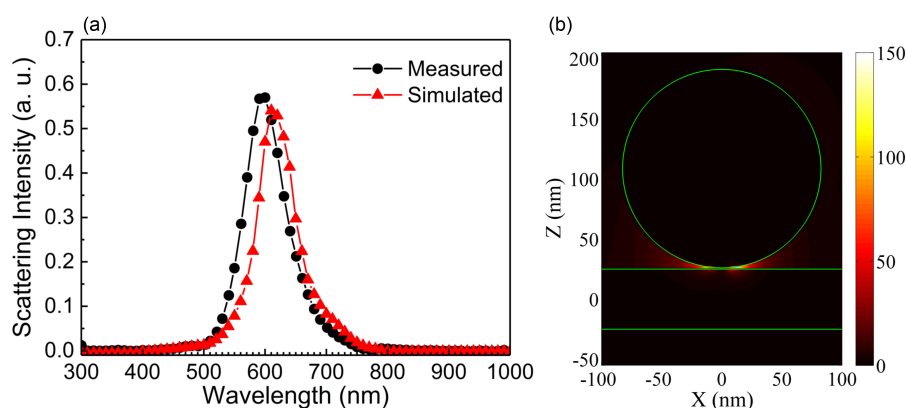 (a)
Scattering Intensity (a. u.)
0.7
0.6
0.5
0.4
0.3
0.2
0.1
0.0
Measured
Simulated
300 400 500 600 700 800 900 1000
Wavelength (nm)
(b)
Z (nm)
200
150
100
50
0
-50
-100 -50 0 50 100
X (nm)
150
100
50
0